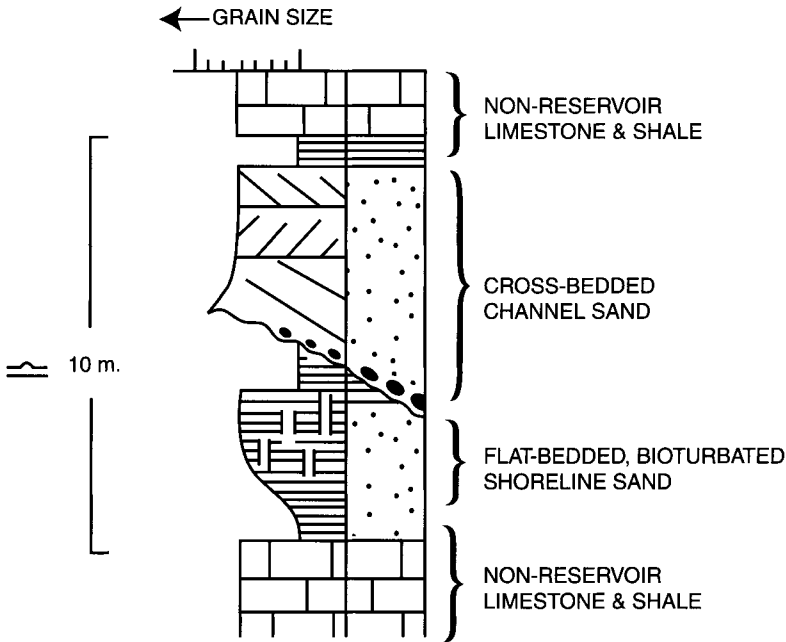 GRAIN SIZE
NON-RESERVOIR
LIMESTONE & SHALE
CROSS-BEDDED
CHANNEL SAND
10 m.
FLAT-BEDDED, BIOTURBATED
SHORELINE SAND
NON-RESERVOIR
LIMESTONE & SHALE